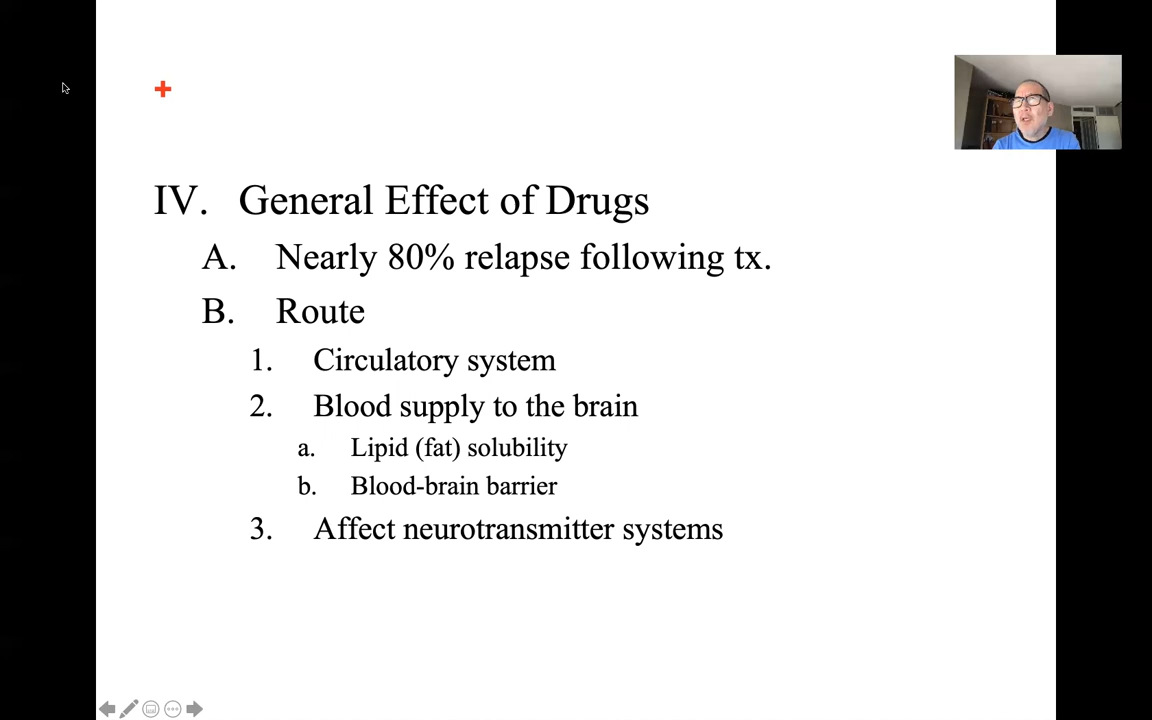 IV. General Effect of Drugs
A. Nearly 80% relapse following tx.
B. Route
1. Circulatory system
2. Blood supply to the brain
a. Lipid (fat) solubility
b. Blood-brain barrier
3. Affect neurotransmitter systems